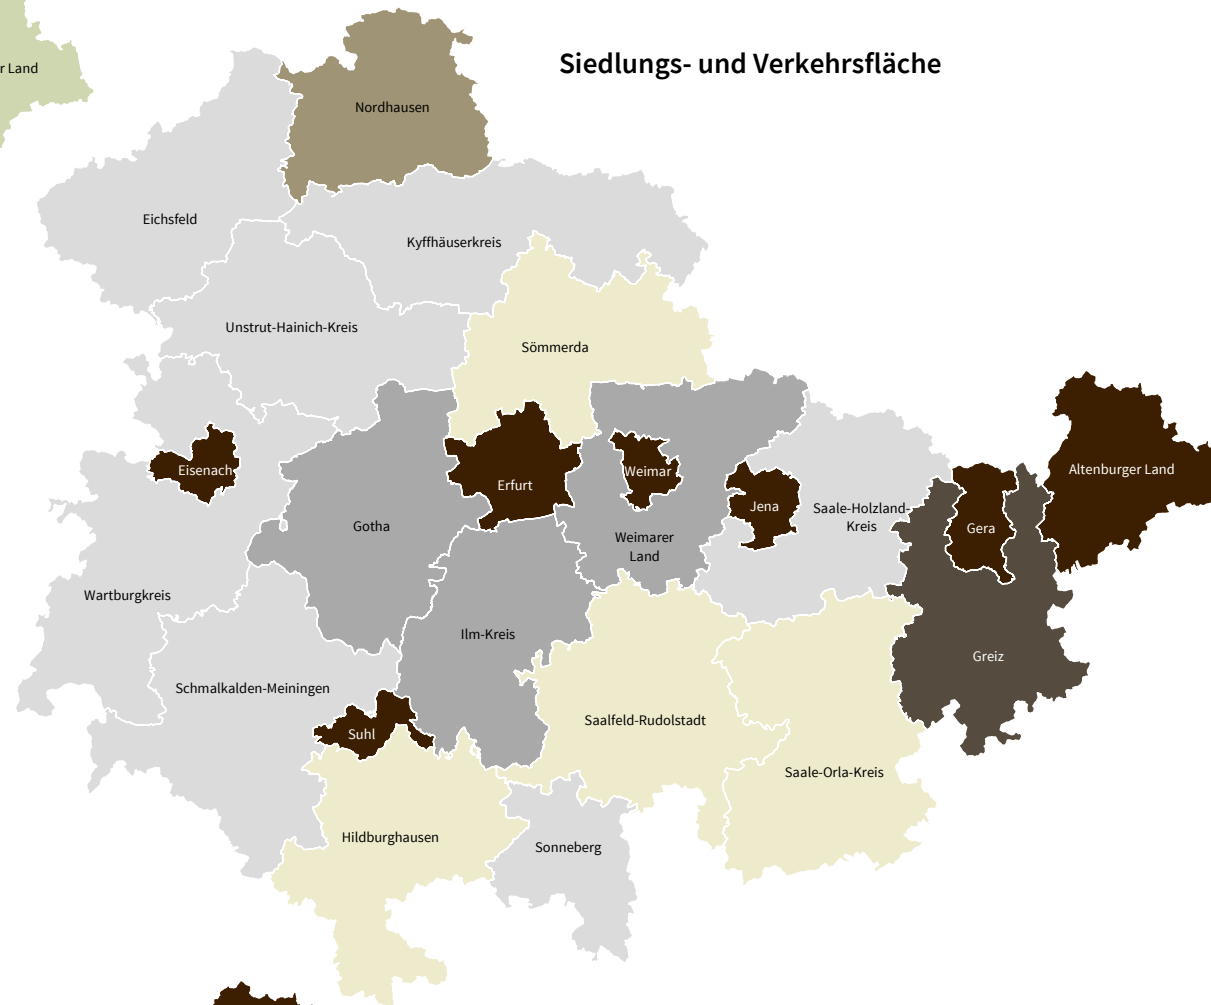 Siedlungs- und Verkehrsfläche
r Land
Nordhausen
Eichsfeld
Kyffhäuserkreis
Unstrut-Hainich-Kreis
Sömmerda
Eisenach
Erfurt
Weimar
Altenburger Land
Jena
Saale-Holzland-
Kreis
Gotha
Gera
Weimarer
Land
Wartburgkreis
Ilm-Kreis
Greiz
Schmalkalden-Meiningen
Saalfeld-Rudolstadt
Suhl
Saale-Orla-Kreis
Hildburghausen
Sonneberg